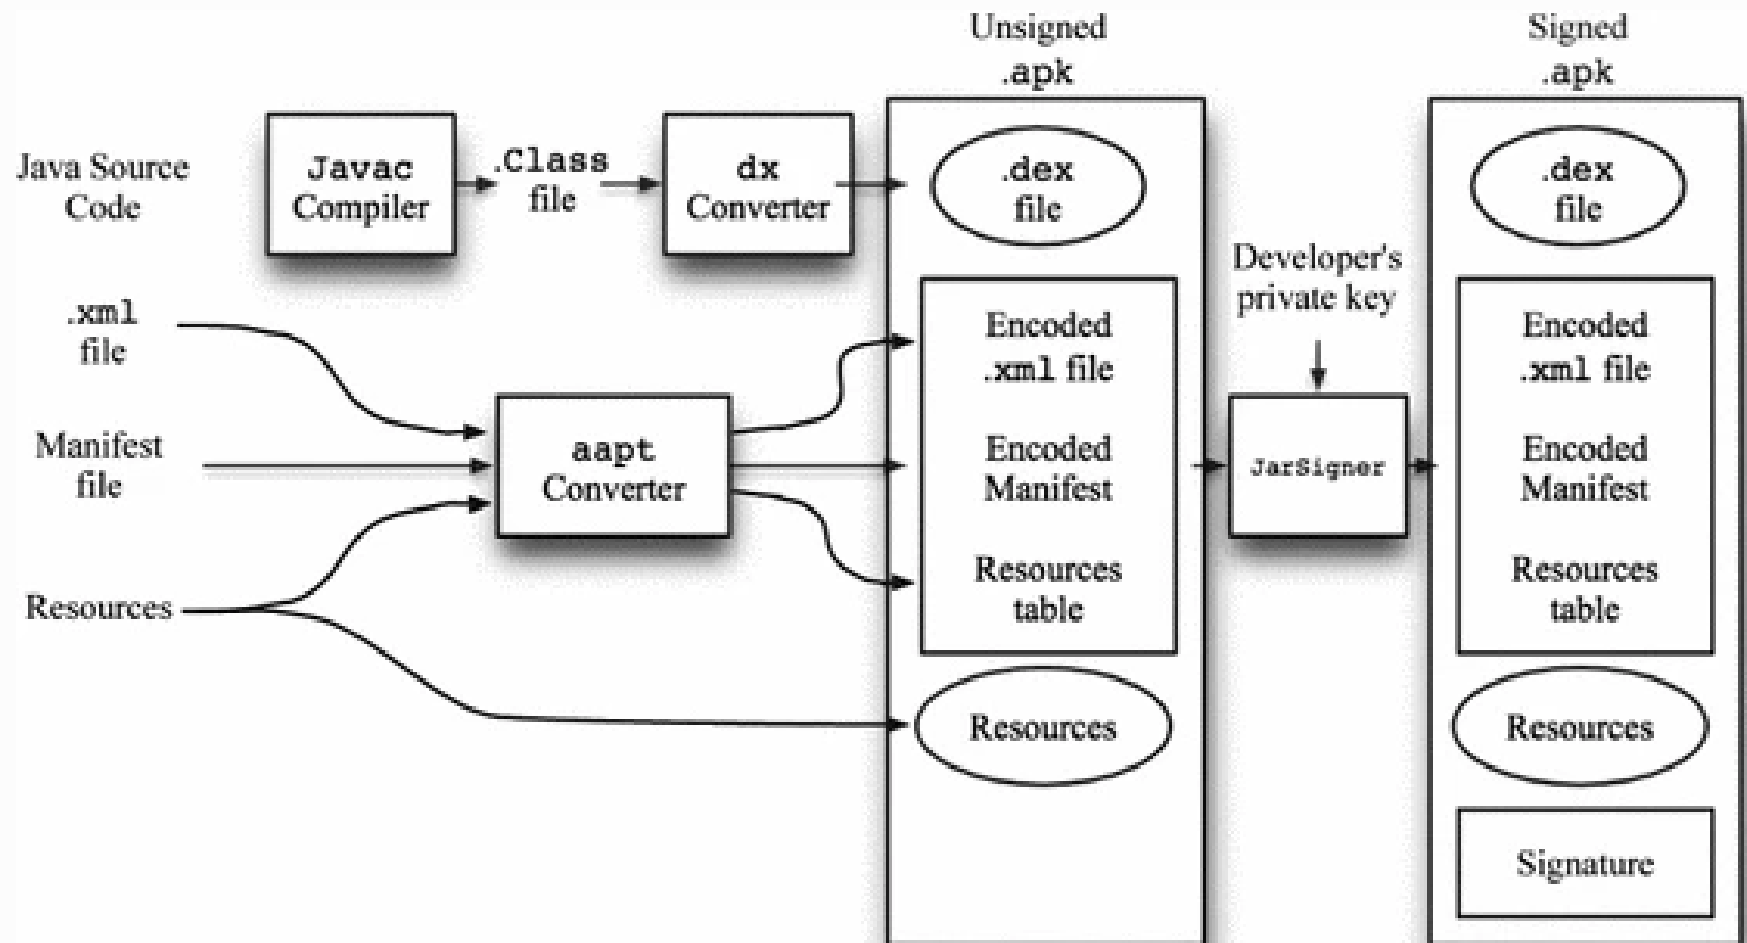 Unsigned
.apk
Signed
.apk
Java Source
Code
Javac
Compiler
.Class
file
dx
Converter
.dex
file
.dex
file
Developer's
private key
.xml
file
Encoded
.xml file
Encoded
.xml file
Manifest
file
aapt
Converter
Encoded
Manifest
JarSigner
Encoded
Manifest
Resources
Resources
table
Resources
table
Resources
Resources
Signature